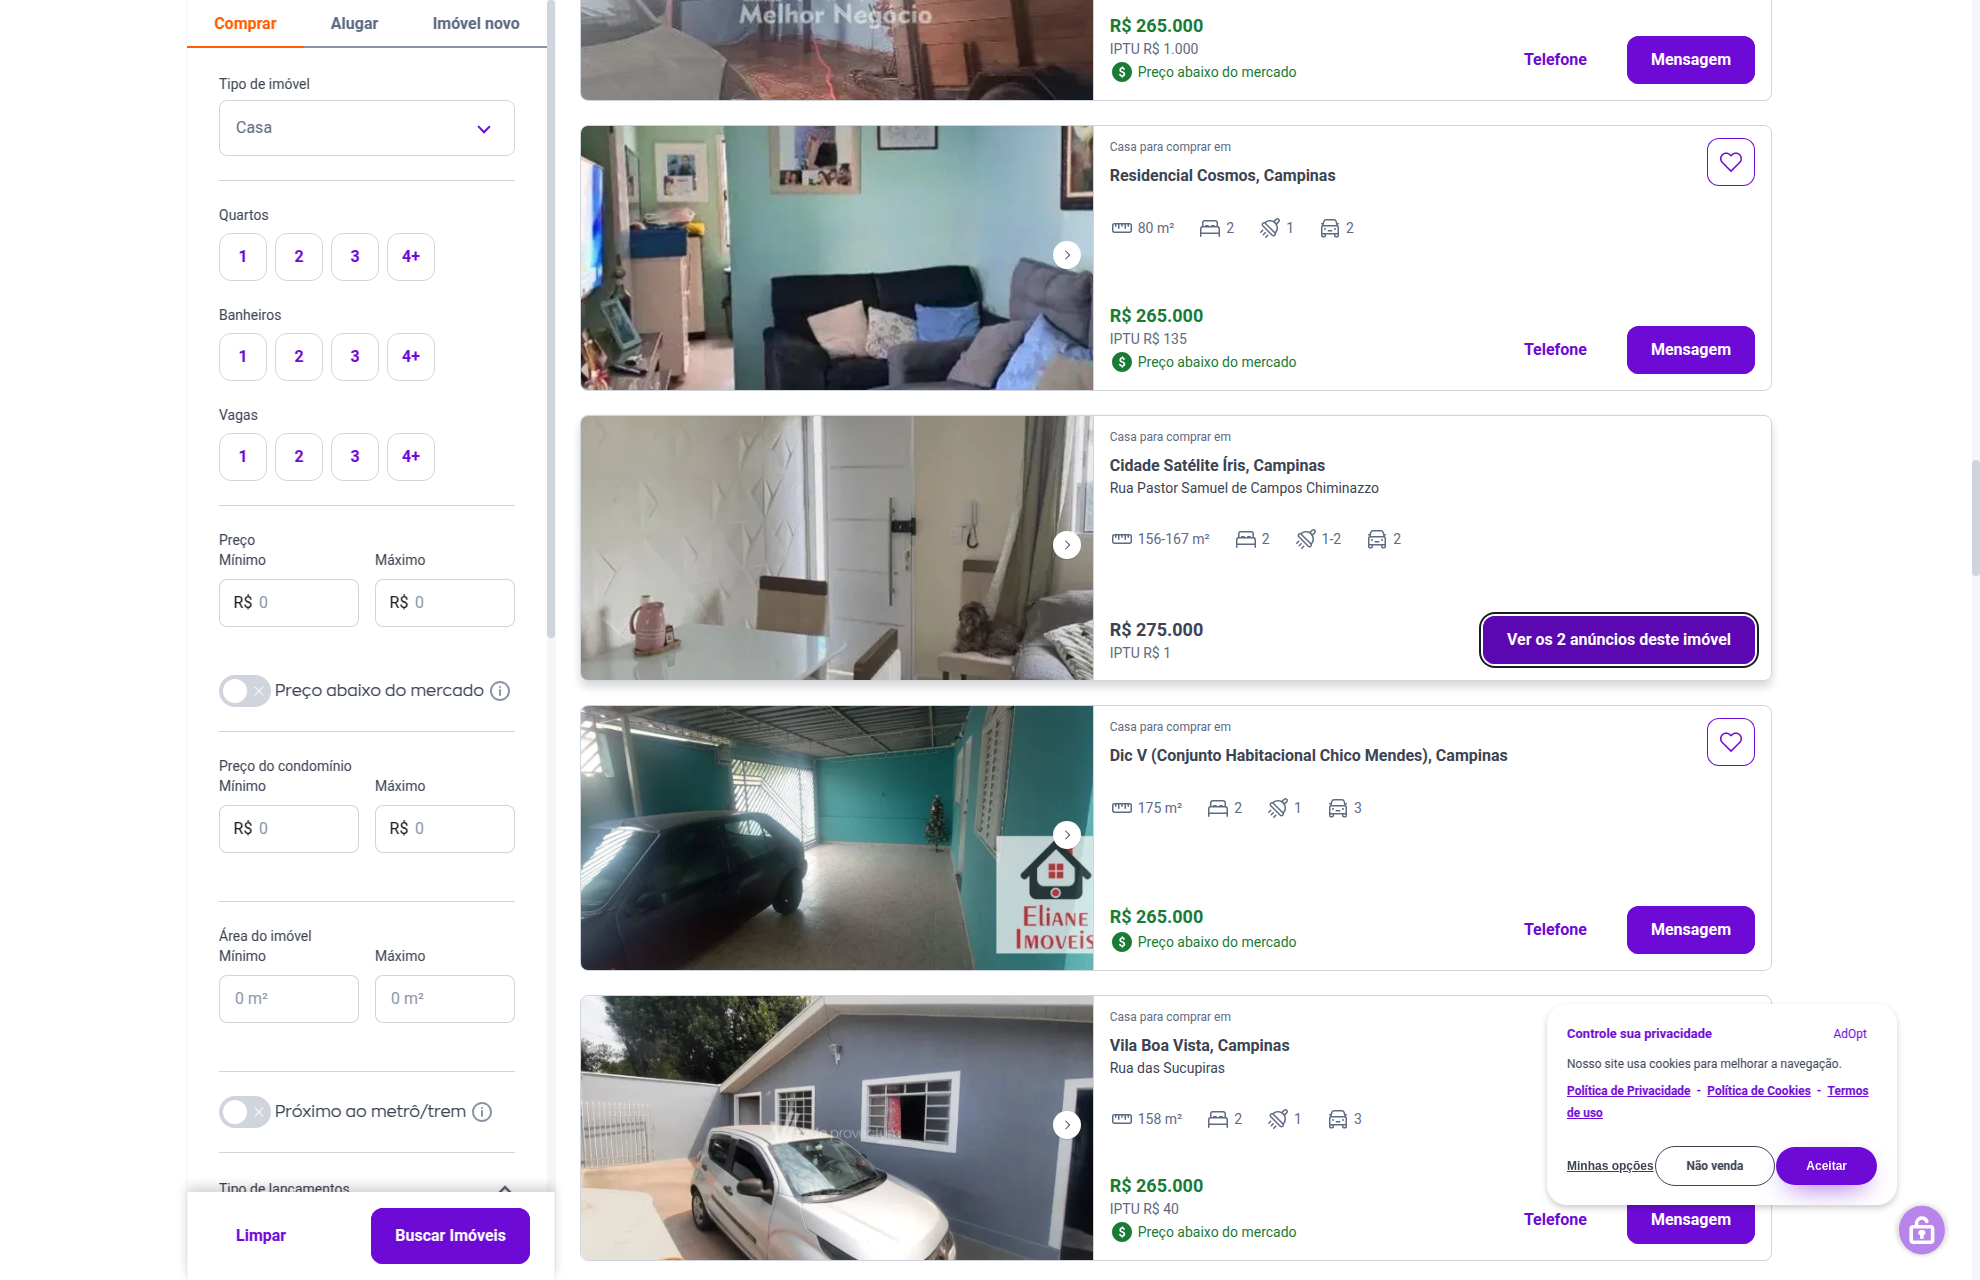 Comprar
Alugar
Imóvel novo
Tipo de imóvel
Casa
Quartos
1
2
3
4+
Banheiros
1
2
3
4+
Vagas
1
2
3
4+
Preço
Mínimo
Máximo
R$ 0
R$ 0
Preço abaixo do mercado
Preço do condomínio
Mínimo
Máximo
R$ 0
R$ 0
Área do imóvel
Mínimo
Máximo
0 m²
0 m²
Próximo ao metrô/trem
Tipo de lançamentos
Limpar
Buscar Imóveis
Melhor Negócio
R$ 265.000
IPTU R$ 1.000
Preço abaixo do mercado
Telefone
Mensagem
Casa para comprar em
Residencial Cosmos, Campinas
80 m²
2
1
2
R$ 265.000
IPTU R$ 135
Preço abaixo do mercado
Telefone
Mensagem
Casa para comprar em
Cidade Satélite Íris, Campinas
Rua Pastor Samuel de Campos Chiminazzo
156-167 m²
2
1-2
2
R$ 275.000
IPTU R$ 1
Ver os 2 anúncios deste imóvel
Eliane
Imoveis
Casa para comprar em
Dic V (Conjunto Habitacional Chico Mendes), Campinas
175 m²
2
1
3
R$ 265.000
Preço abaixo do mercado
Telefone
Mensagem
Casa para comprar em
Vila Boa Vista, Campinas
Rua das Sucupiras
158 m²
2
1
3
R$ 265.000
IPTU R$ 40
Preço abaixo do mercado
Telefone
Mensagem
Controle sua privacidade
AdOpt
Nosso site usa cookies para melhorar a navegação.
Política de Privacidade - Política de Cookies - Termos
de uso
Minhas opções
Não venda
Aceitar